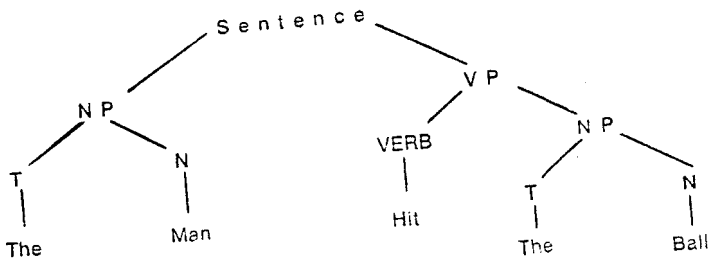 Sentence
NP VP
T N VERB NP
The Man Hit T N
The Ball